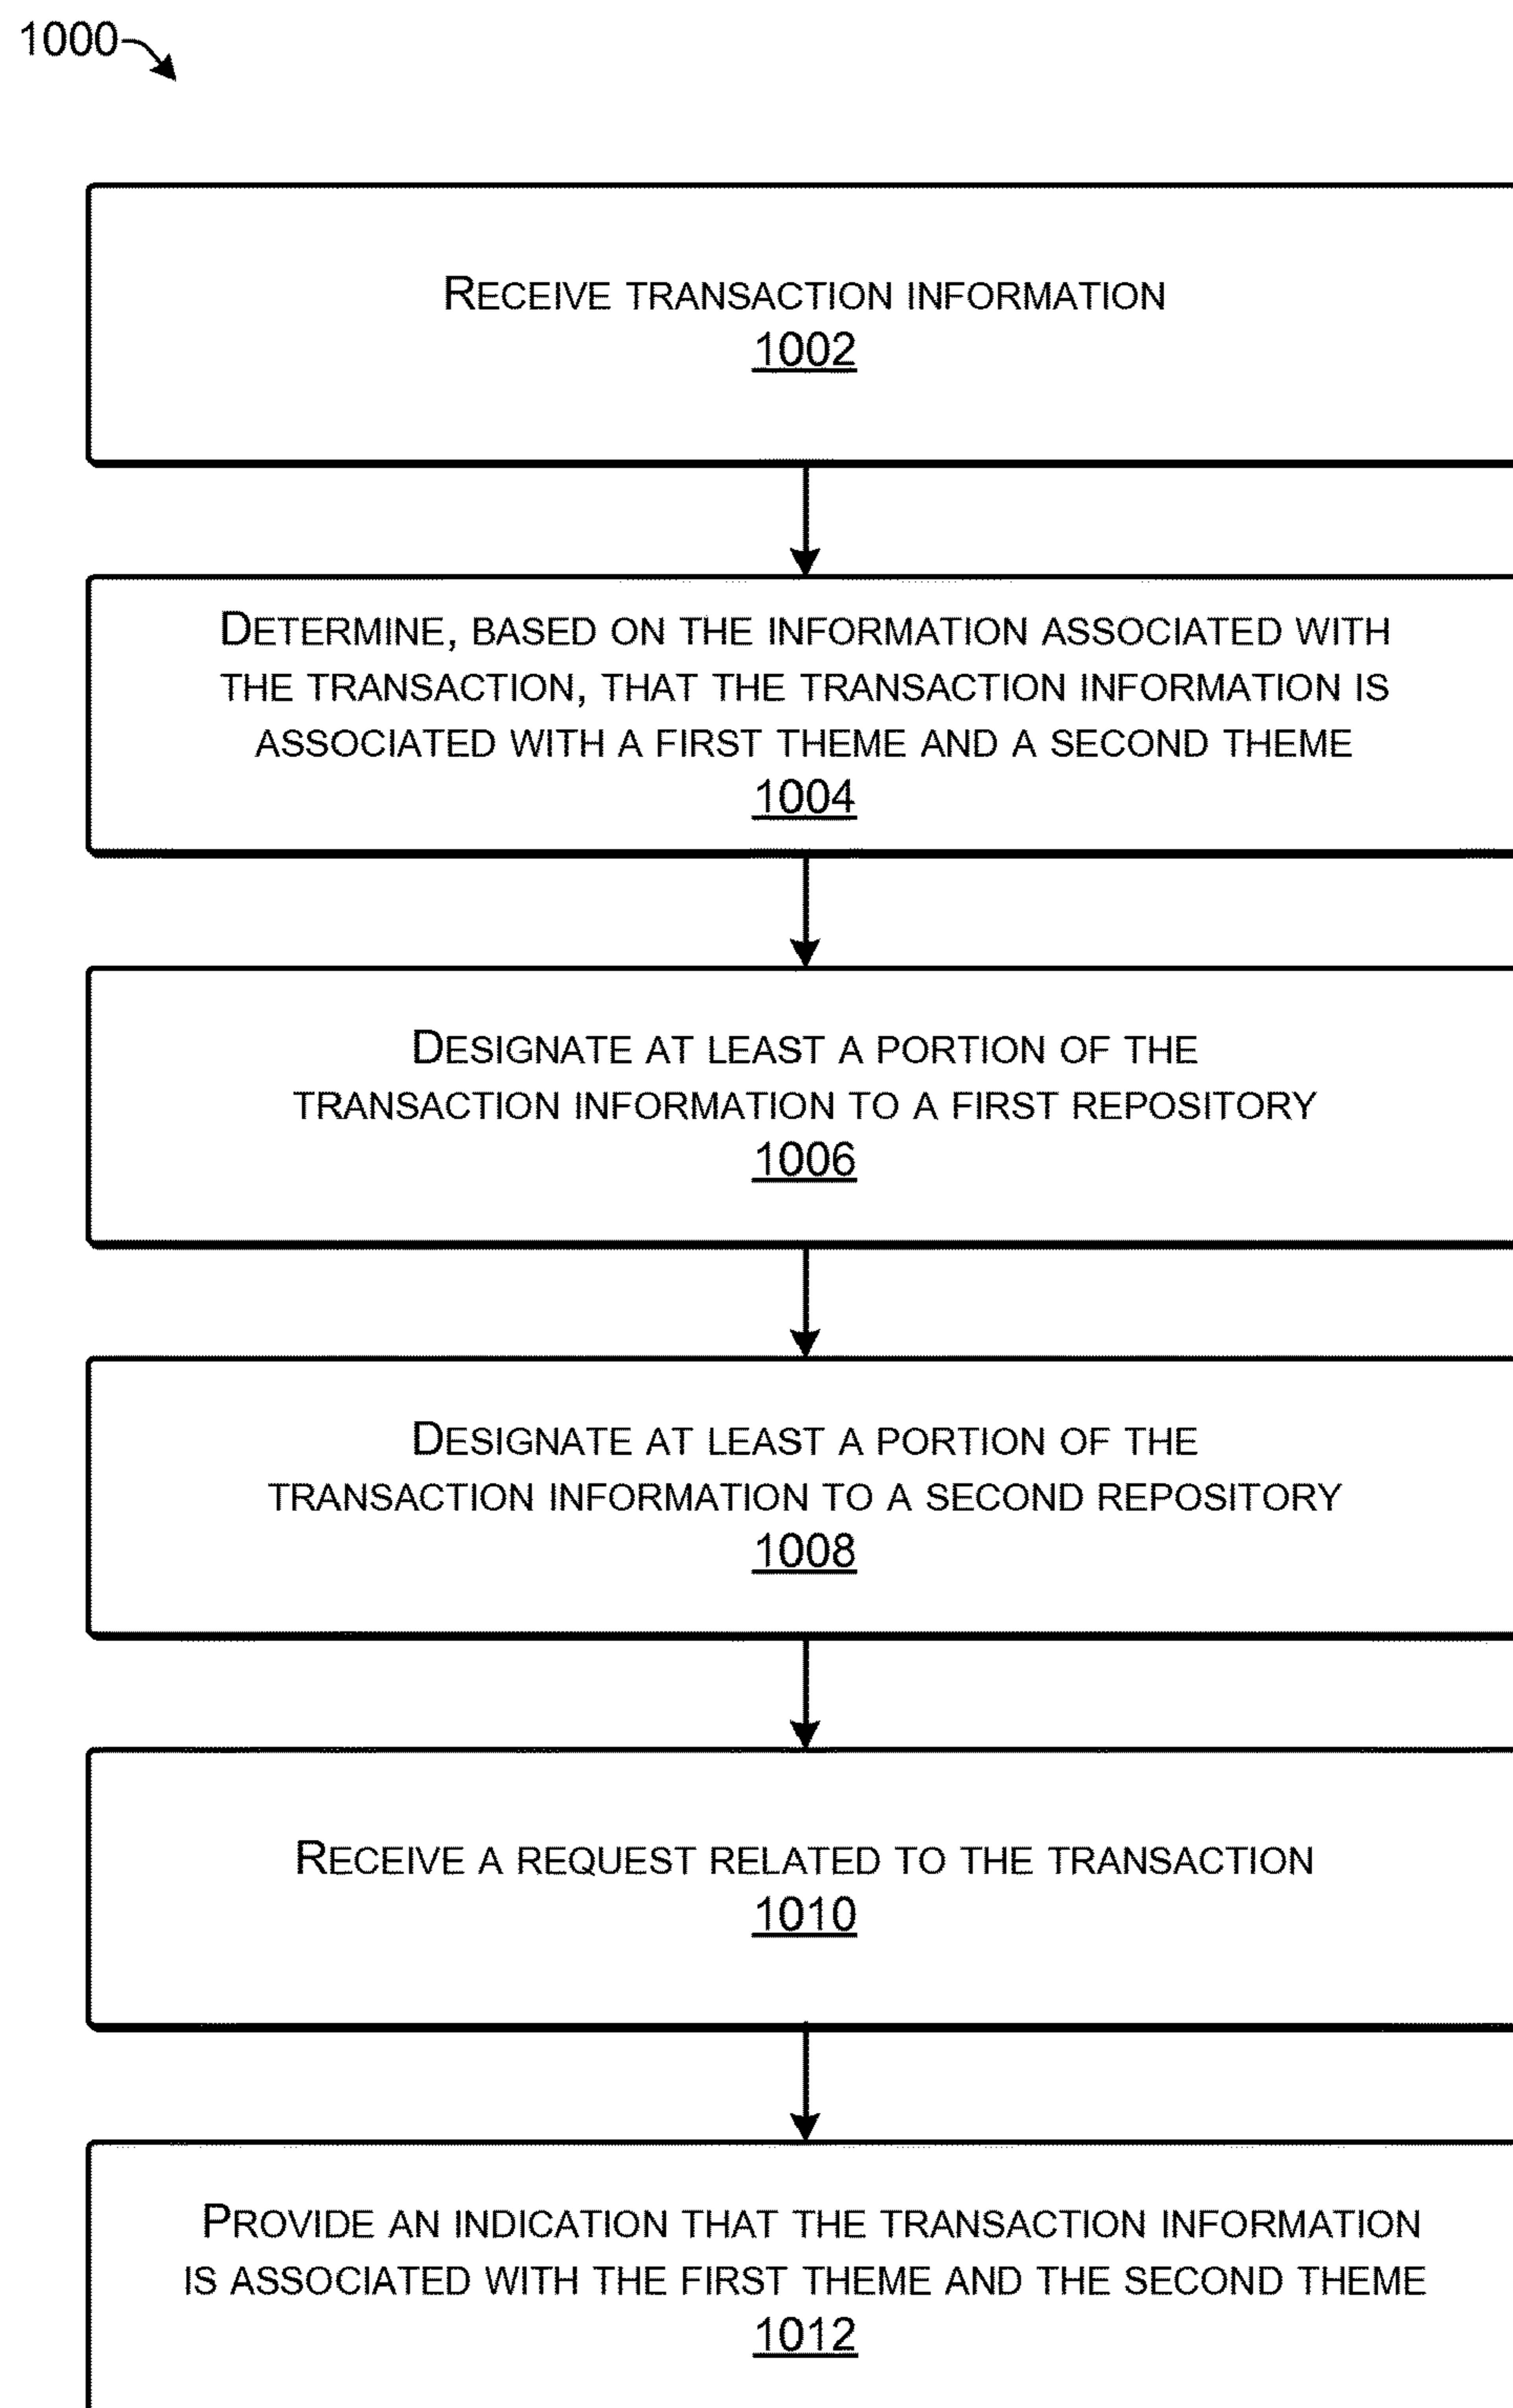 1000
RECEIVE TRANSACTION INFORMATION
1002
DETERMINE, BASED ON THE INFORMATION ASSOCIATED WITH
THE TRANSACTION, THAT THE TRANSACTION INFORMATION IS
ASSOCIATED WITH A FIRST THEME AND A SECOND THEME
1004
DESIGNATE AT LEAST A PORTION OF THE
TRANSACTION INFORMATION TO A FIRST REPOSITORY
1006
DESIGNATE AT LEAST A PORTION OF THE
TRANSACTION INFORMATION TO A SECOND REPOSITORY
1008
RECEIVE A REQUEST RELATED TO THE TRANSACTION
1010
PROVIDE AN INDICATION THAT THE TRANSACTION INFORMATION
IS ASSOCIATED WITH THE FIRST THEME AND THE SECOND THEME
1012